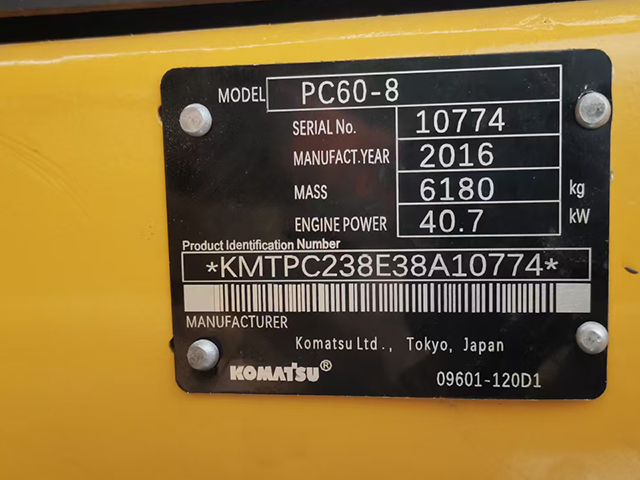 MODEL PC60-8
SERIAL No. 10774
MANUFACT.YEAR 2016
MASS 6180 kg
ENGINE POWER 40.7 kW
Product Identification Number
*KMTPC238E38A10774*
MANUFACTURER
Komatsu Ltd., Tokyo, Japan
KOMATSU® 09601-120D1